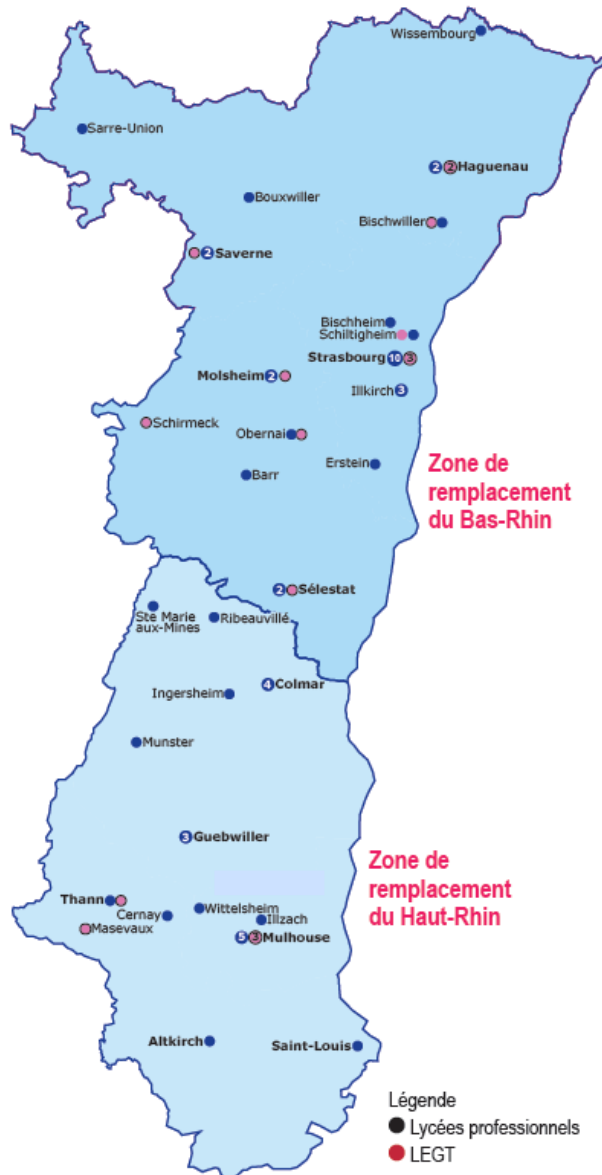 Wissembourg
Sarre-Union
2 2 Haguenau
Bouxwiller
Bischwiller
2 Saverne
Bischheim
Schiltigheim
Strasbourg 10 3
Molsheim 2
Illkirch 3
Schirmeck
Obernai
Erstein
Barr
Zone de
remplacement
du Bas-Rhin
2 Sélestat
Ste Marie
aux-Mines
Ribeauvillé
4 Colmar
Ingersheim
Munster
3 Guebwiller
Zone de
remplacement
du Haut-Rhin
Thann
Wittelsheim
Cernay
Illzach
Masevaux
5 3 Mulhouse
Altkirch
Saint-Louis
Légende
Lycées professionnels
LEGT